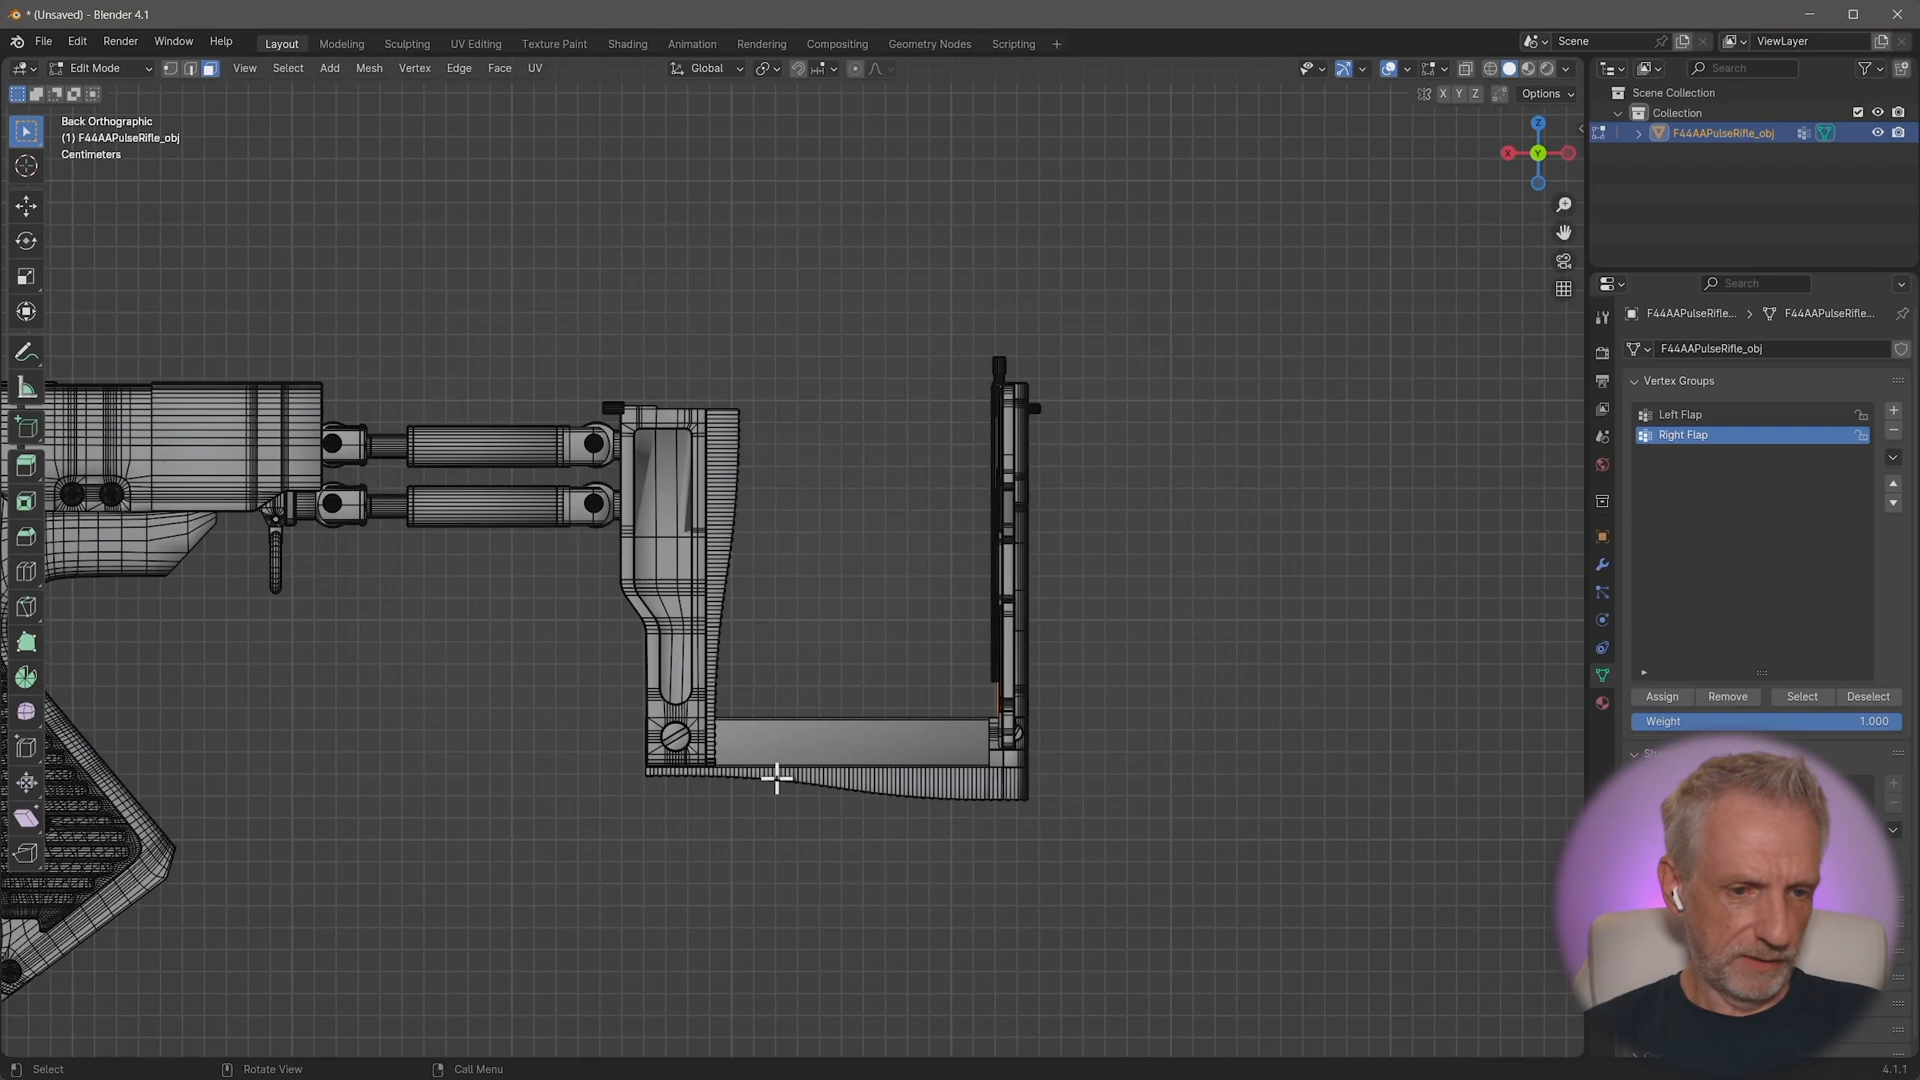 * (Unsaved) - Blender 4.1
File Edit Render Window Help Layout Modeling Sculpting UV Editing Texture Paint Shading Animation Rendering Compositing Geometry Nodes Scripting + Scene ViewLayer
Edit Mode View Select Add Mesh Vertex Edge Face UV Global Search
X Y Z Options Scene Collection
Back Orthographic Collection
(1) F44AAPulseRifle_obj F44AAPulseRifle_obj
Centimeters
Z
X Y
Search
F44AAPulseRifle... > F44AAPulseRifle...
F44AAPulseRifle_obj
Vertex Groups
Left Flap
Right Flap
Assign Remove Select Deselect
Weight 1.000
Select Rotate View Call Menu 4.1.1